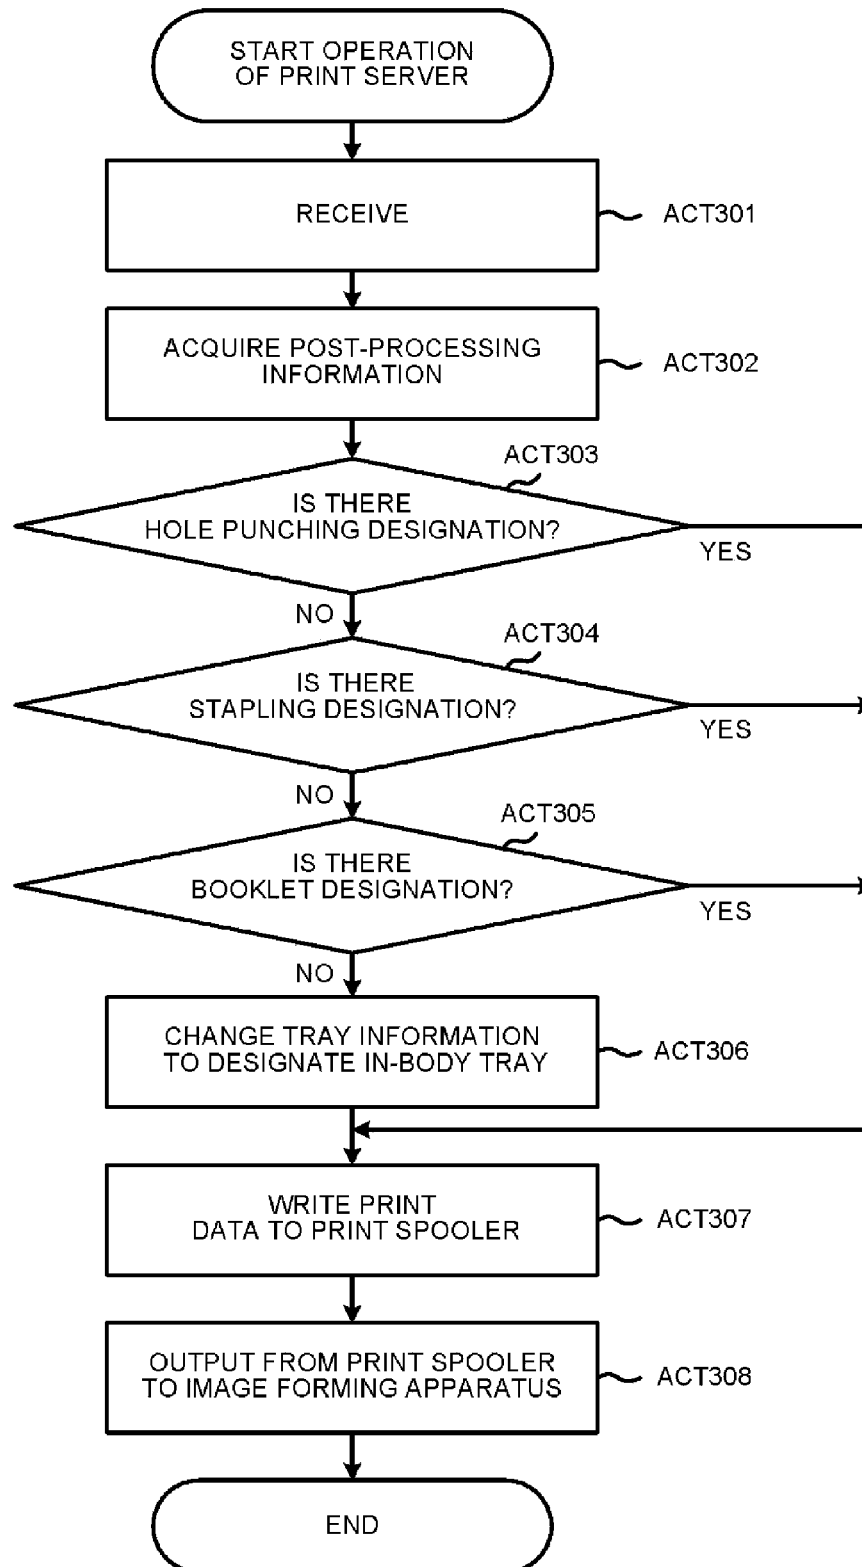 START OPERATION
OF PRINT SERVER
RECEIVE
ACT301
ACQUIRE POST-PROCESSING
INFORMATION
ACT302
ACT303
IS THERE
HOLE PUNCHING DESIGNATION?
YES
NO
ACT304
IS THERE
STAPLING DESIGNATION?
YES
NO
ACT305
IS THERE
BOOKLET DESIGNATION?
YES
NO
CHANGE TRAY INFORMATION
TO DESIGNATE IN-BODY TRAY
ACT306
WRITE PRINT
DATA TO PRINT SPOOLER
ACT307
OUTPUT FROM PRINT SPOOLER
TO IMAGE FORMING APPARATUS
ACT308
END